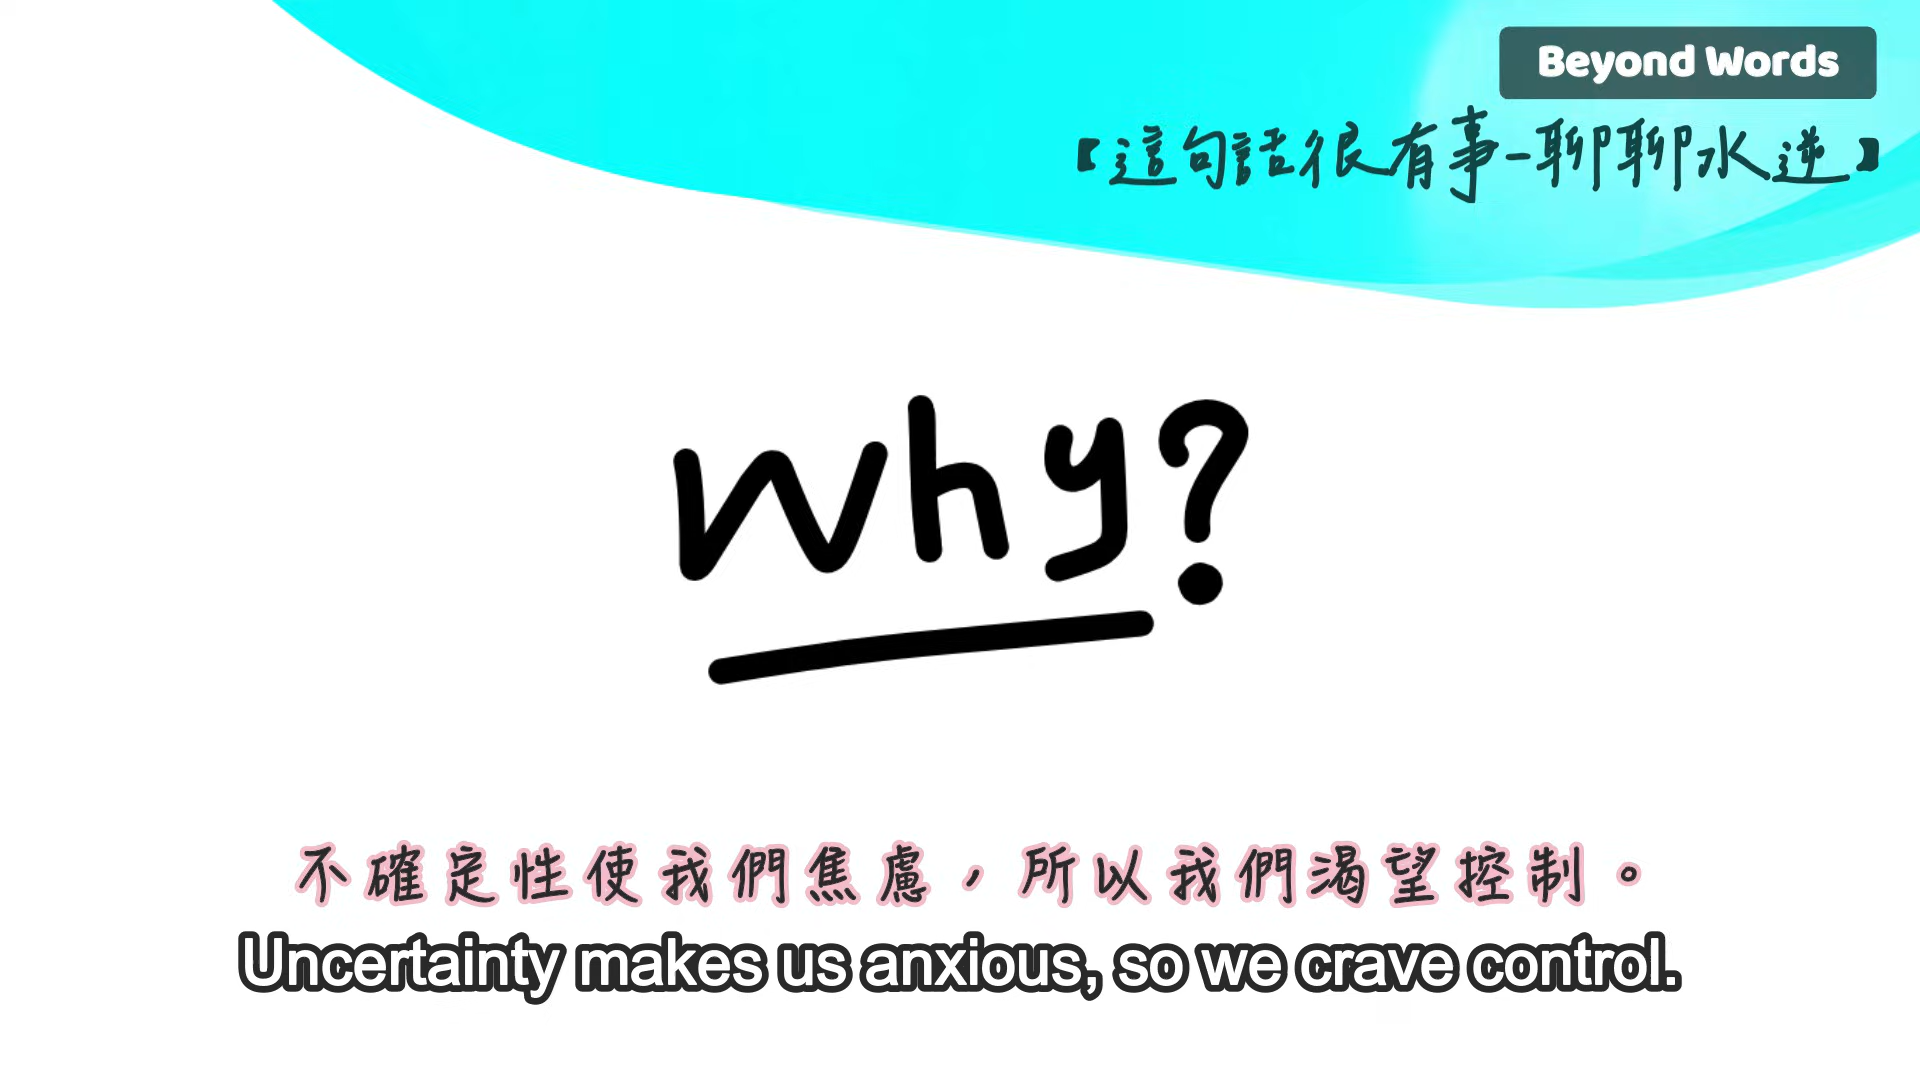 Beyond Words
【這句話很有事-聊聊水逆】
Why?
不確定性使我們焦慮，所以我們渴望控制。
Uncertainty makes us anxious, so we crave control.